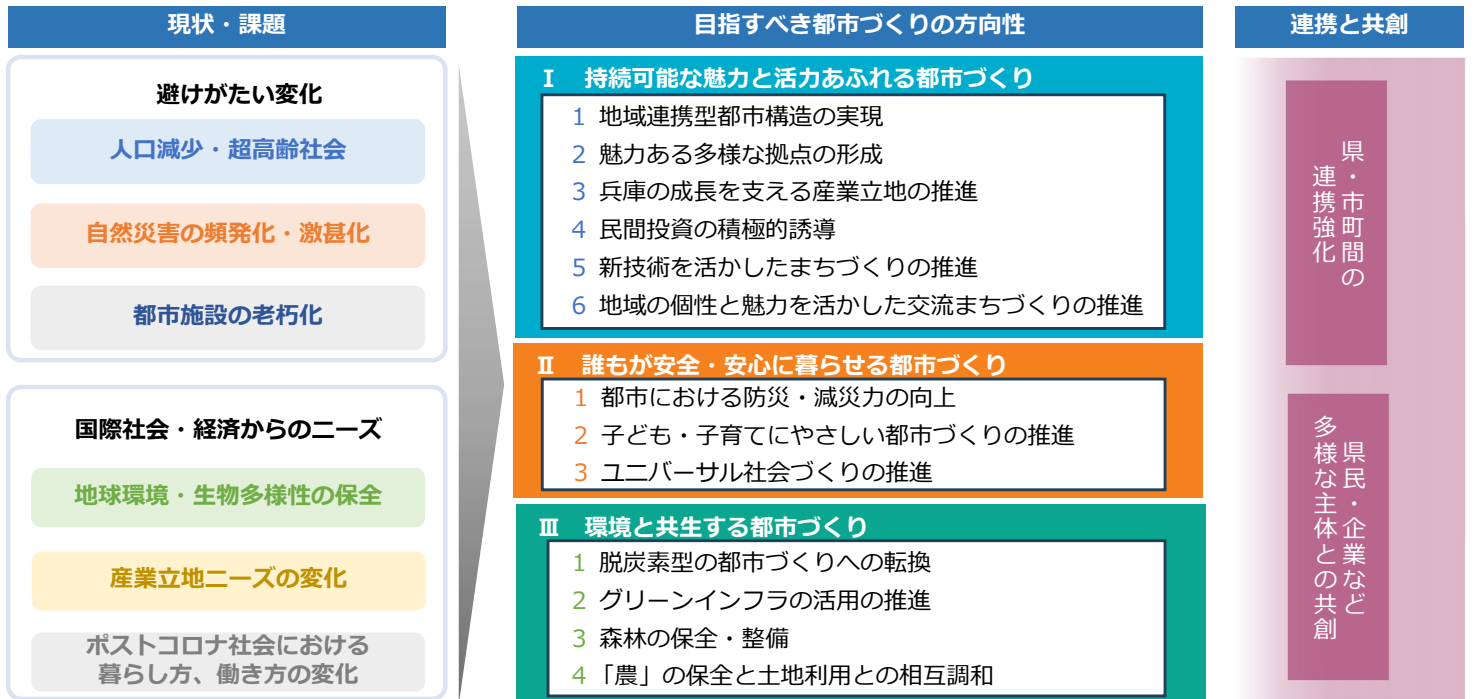 現状・課題
避けがたい変化
人口減少・超高齢社会
自然災害の頻発化・激甚化
都市施設の老朽化
国際社会・経済からのニーズ
地球環境・生物多様性の保全
産業立地ニーズの変化
ポストコロナ社会における
暮らし方、働き方の変化
目指すべき都市づくりの方向性
Ⅰ 持続可能な魅力と活力あふれる都市づくり
1 地域連携型都市構造の実現
2 魅力ある多様な拠点の形成
3 兵庫の成長を支える産業立地の推進
4 民間投資の積極的誘導
5 新技術を活かしたまちづくりの推進
6 地域の個性と魅力を活かした交流まちづくりの推進
Ⅱ 誰もが安全・安心に暮らせる都市づくり
1 都市における防災・減災力の向上
2 子ども・子育てにやさしい都市づくりの推進
3 ユニバーサル社会づくりの推進
Ⅲ 環境と共生する都市づくり
1 脱炭素型の都市づくりへの転換
2 グリーンインフラの活用の推進
3 森林の保全・整備
4 「農」の保全と土地利用との相互調和
連携と共創
県・市町間の
連携強化
県民・企業など
多様な主体との共創